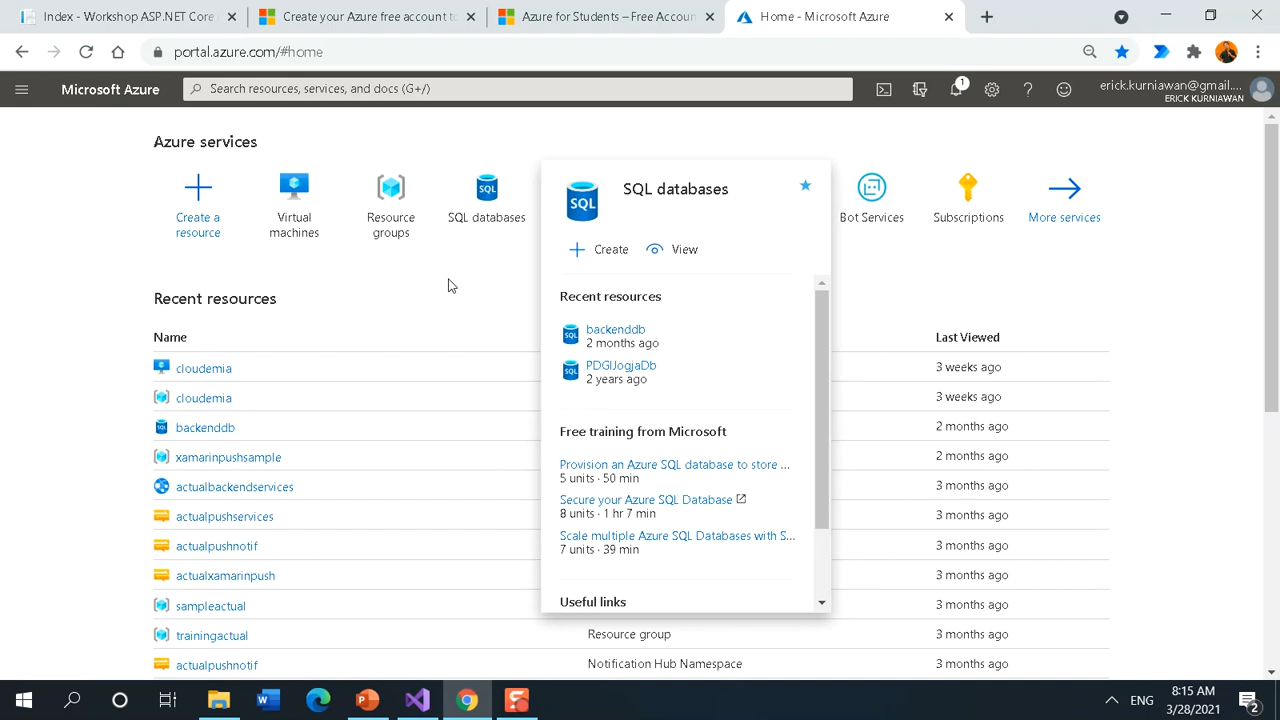 Index - Workshop ASP.NET Core
Create your Azure free account t
Azure for Students – Free Accoun
Home - Microsoft Azure
portal.azure.com/#home
Microsoft Azure
Search resources, services, and docs (G+/)
1
erick.kurniawan@gmail....
ERICK KURNIAWAN
Azure services
Create a
resource
Virtual
machines
Resource
groups
SQL databases
Bot Services
Subscriptions
More services
SQL databases
Create
View
Recent resources
backenddb
2 months ago
PDGIJogjaDb
2 years ago
Free training from Microsoft
Provision an Azure SQL database to store ...
5 units · 50 min
Secure your Azure SQL Database
8 units · 1 hr 7 min
Scale multiple Azure SQL Databases with S...
7 units · 39 min
Useful links
Recent resources
Name
Last Viewed
cloudemia
3 weeks ago
cloudemia
3 weeks ago
backenddb
2 months ago
xamarinpushsample
2 months ago
actualbackendservices
3 months ago
actualpushservices
3 months ago
actualpushnotif
3 months ago
actualxamarinpush
3 months ago
sampleactual
3 months ago
trainingactual
Resource group
3 months ago
actualpushnotif
Notification Hub Namespace
3 months ago
ENG
8:15 AM
3/28/2021
2